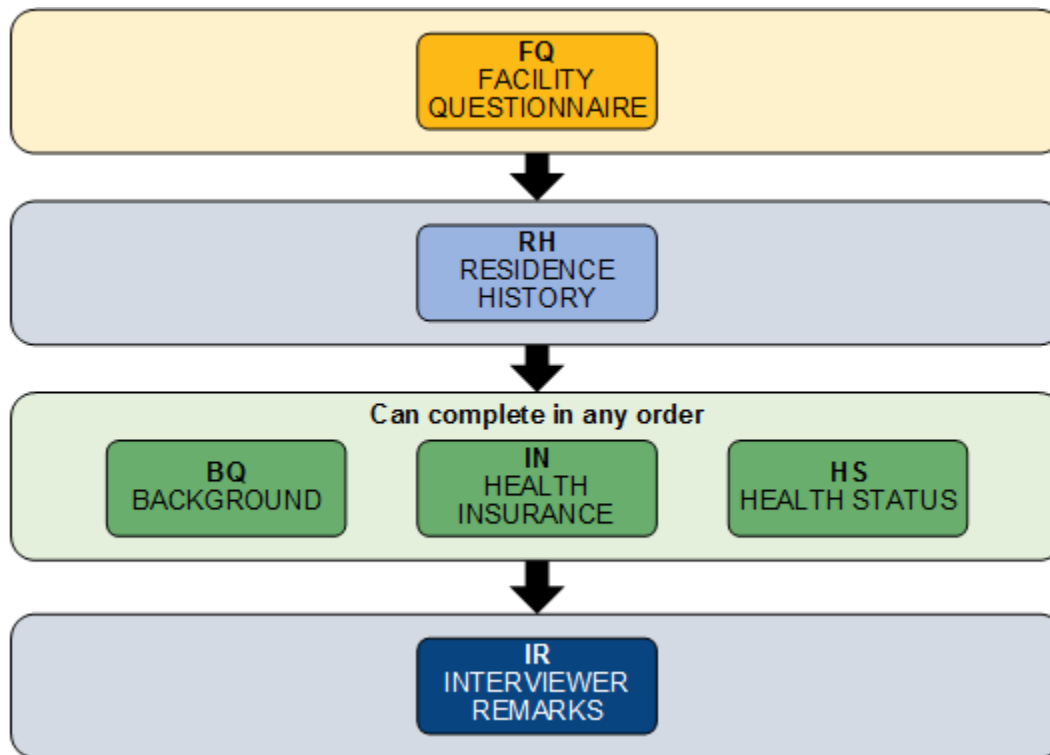 FQ
FACILITY
QUESTIONNAIRE
RH
RESIDENCE
HISTORY
Can complete in any order
BQ
BACKGROUND
IN
HEALTH
INSURANCE
HS
HEALTH STATUS
IR
INTERVIEWER
REMARKS